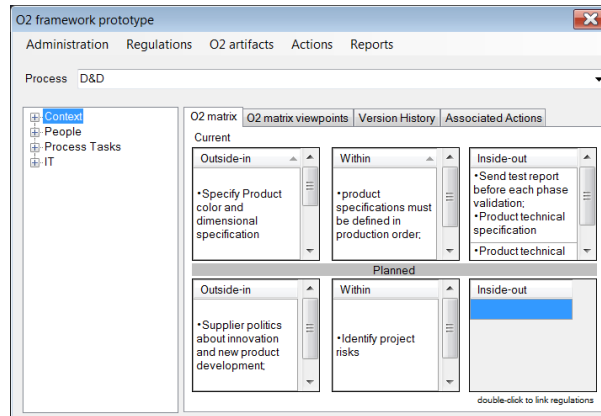 O2 framework prototype
Administration Regulations O2 artifacts Actions Reports
Process D&D
Context
People
Process Tasks
IT
O2 matrix O2 matrix viewpoints Version History Associated Actions
Current
Outside-in
•Specify Product
color and
dimensional
specification
Within
•product
specifications must
be defined in
production order;
Inside-out
•Send test report
before each phase
validation;
•Product technical
specification
•Product technical
Planned
Outside-in
•Supplier politics
about innovation
and new product
development;
Within
•Identify project
risks
Inside-out
double-click to link regulations